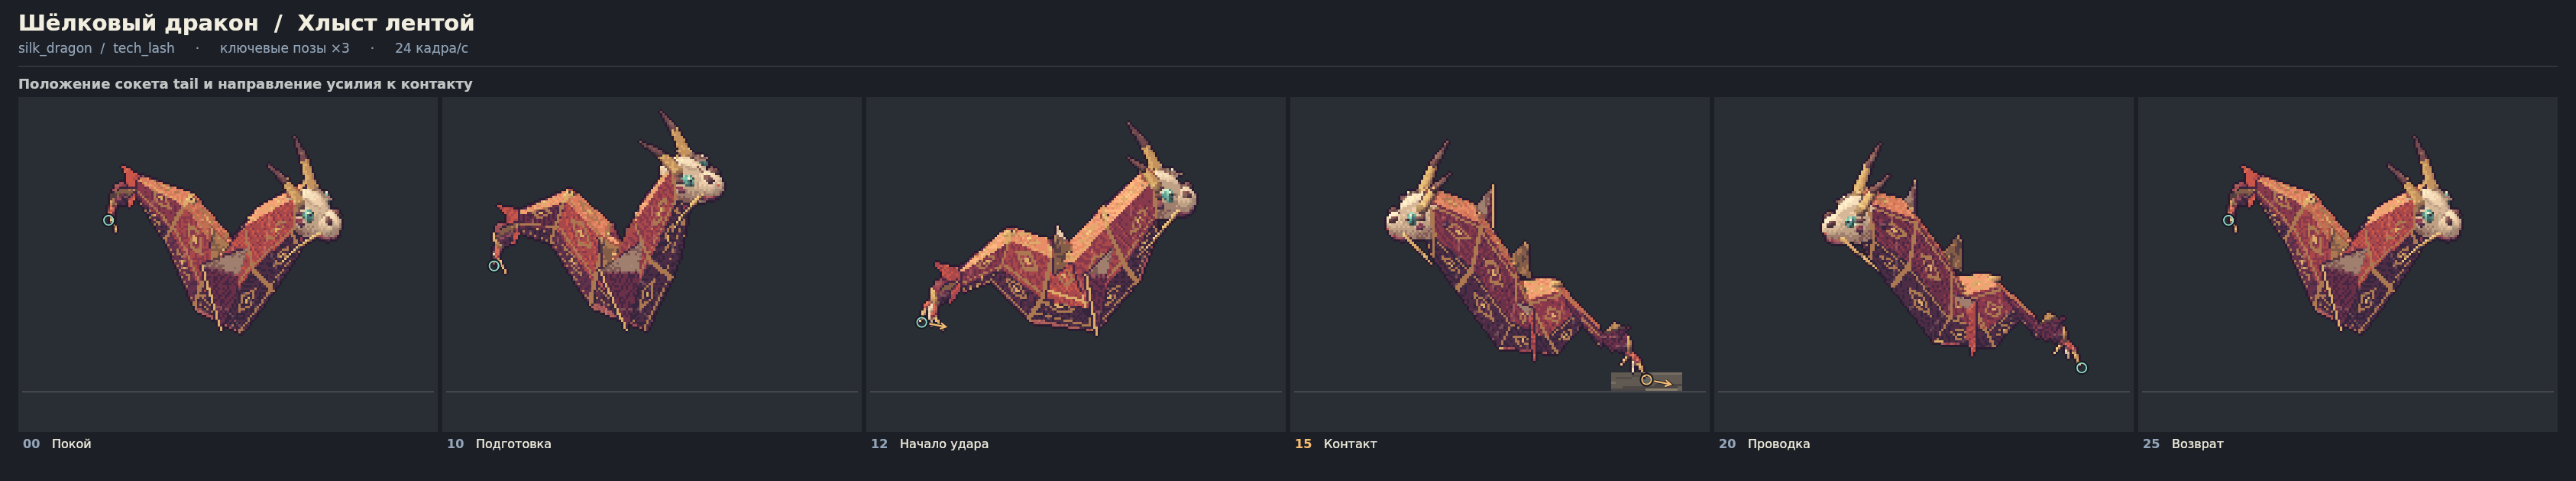 Шёлковый дракон / Хлыст лентой
silk_dragon / tech_lash · ключевые позы ×3 · 24 кадра/с
Положение сокета tail и направление усилия к контакту
00 Покой
10 Подготовка
12 Начало удара
15 Контакт
20 Проводка
25 Возврат